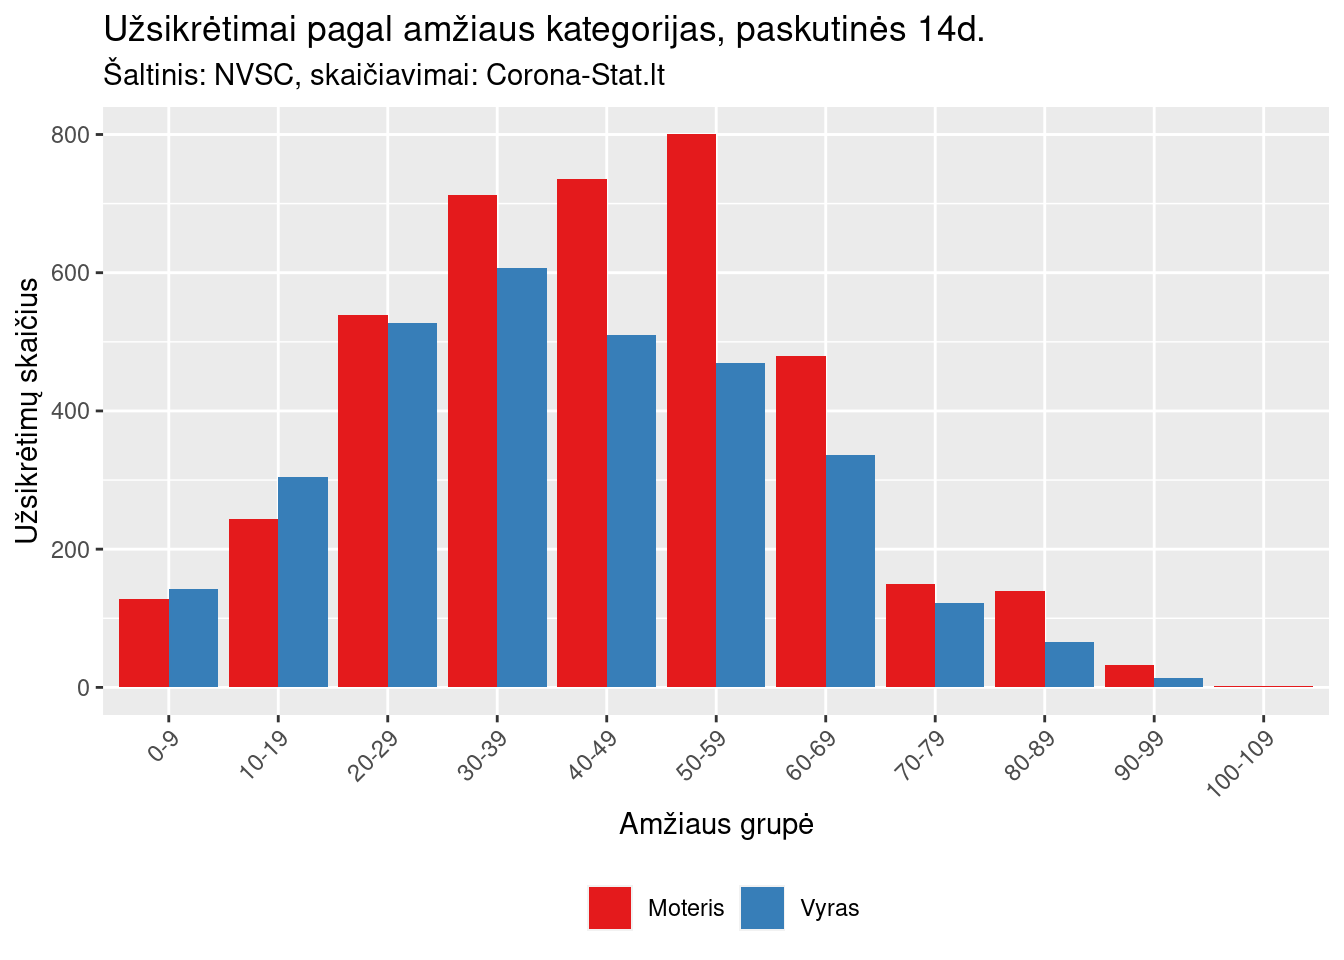 Užsikrėtimai pagal amžiaus kategorijas, paskutinės 14d.
Šaltinis: NVSC, skaičiavimai: Corona-Stat.lt
Užsikrėtimų skaičius
800
600
400
200
0
0-9
10-19
20-29
30-39
40-49
50-59
60-69
70-79
80-89
90-99
100-109
Amžiaus grupė
Moteris
Vyras